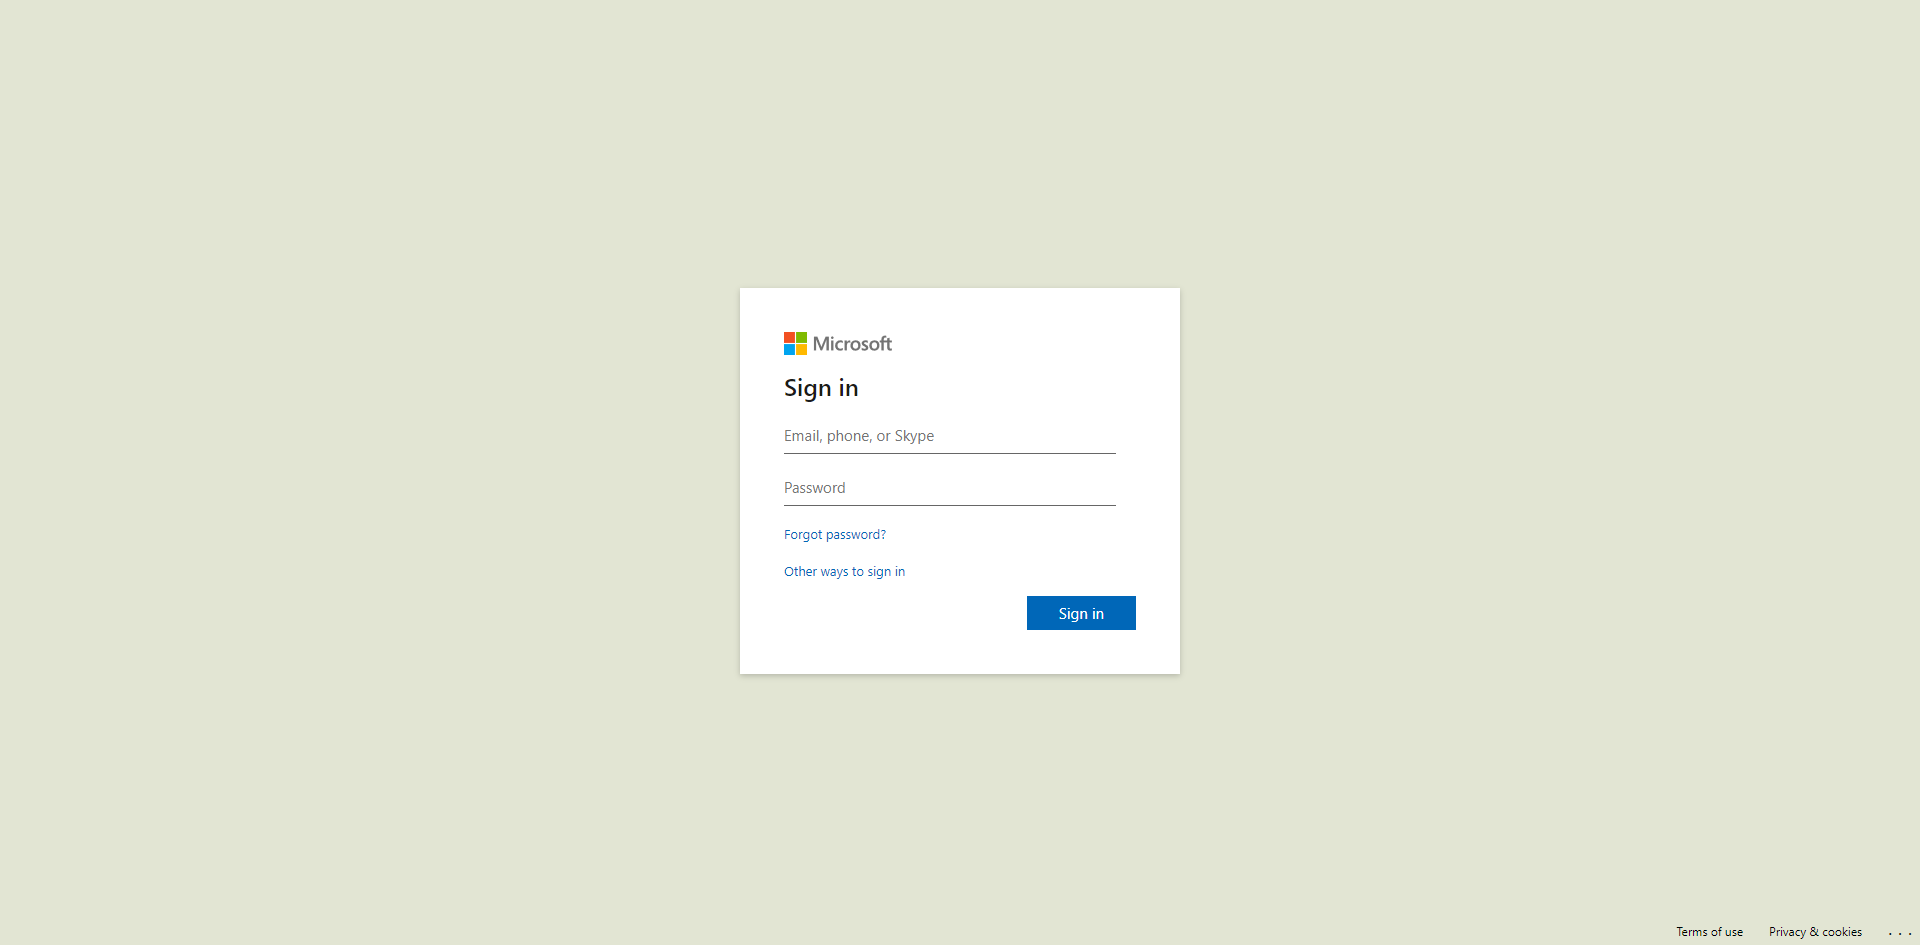 Microsoft
Sign in
Email, phone, or Skype
Password
Forgot password?
Other ways to sign in
Sign in
Terms of use Privacy & cookies ...